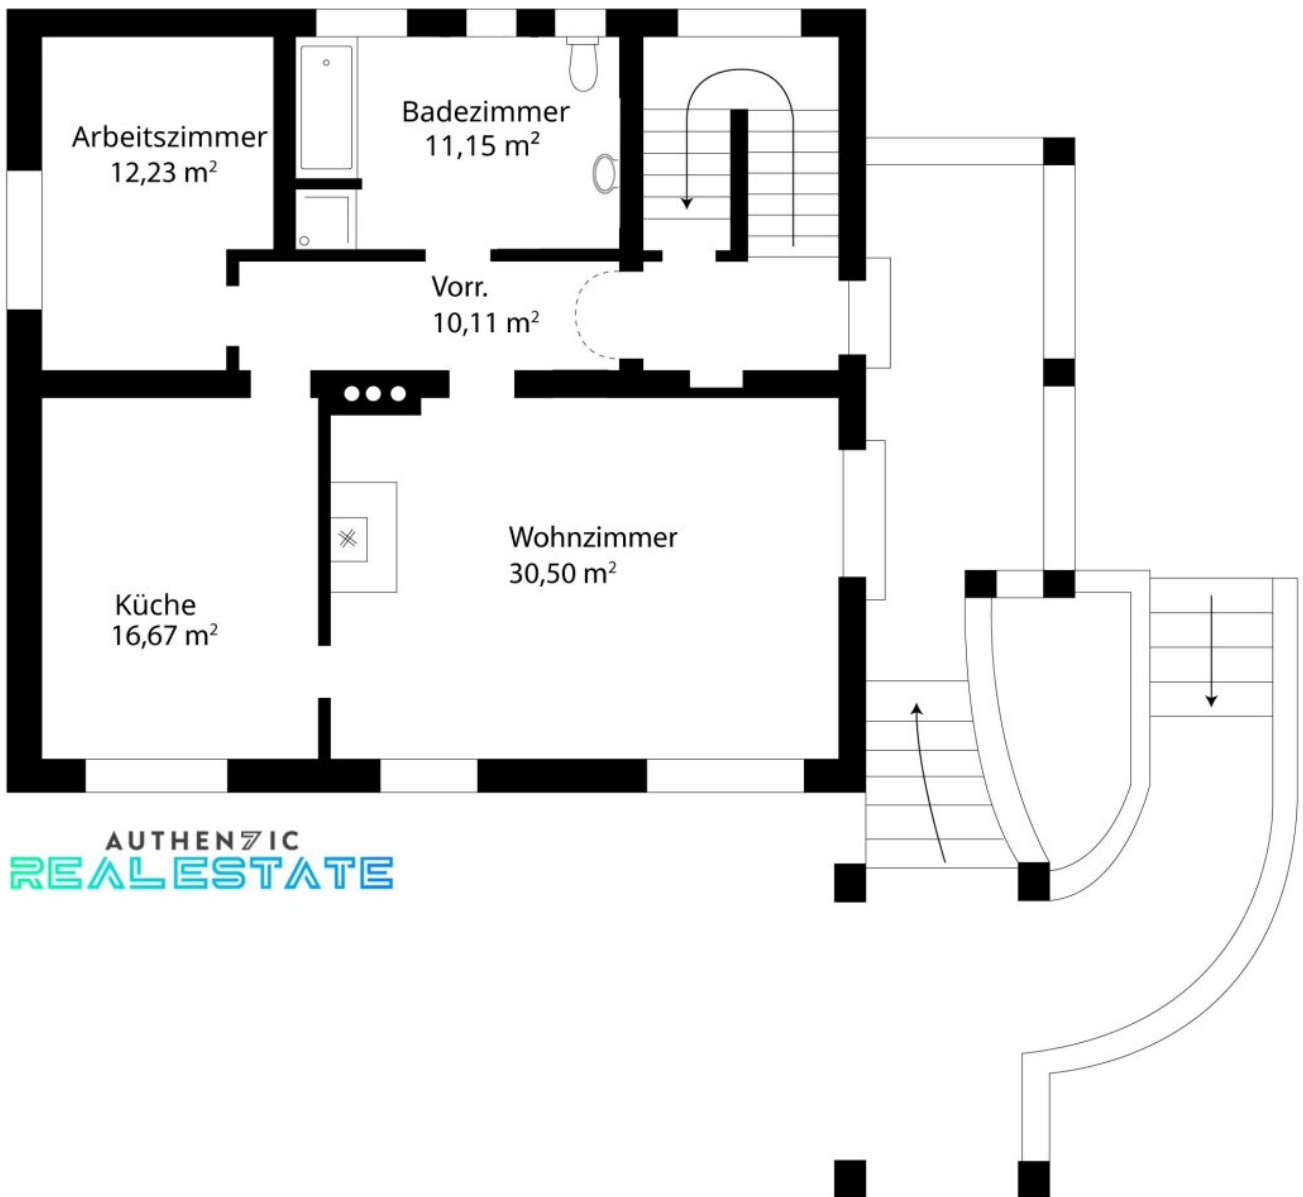 Arbeitszimmer
12,23 m²
Badezimmer
11,15 m²
Vorr.
10,11 m²
Wohnzimmer
30,50 m²
Küche
16,67 m²
AUTHEN7IC
REALESTATE